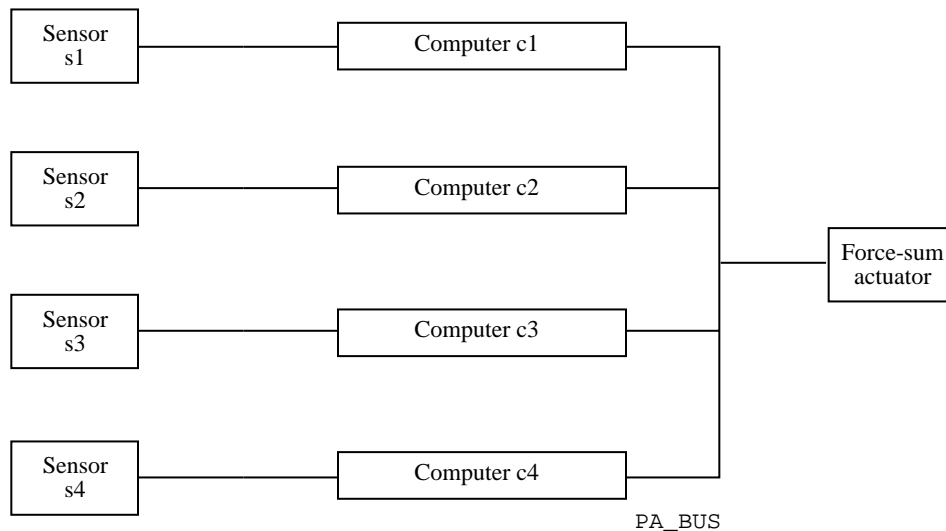 Sensor
s1
Computer c1
Sensor
s2
Computer c2
Force-sum
actuator
Sensor
s3
Computer c3
Sensor
s4
Computer c4
PA_BUS